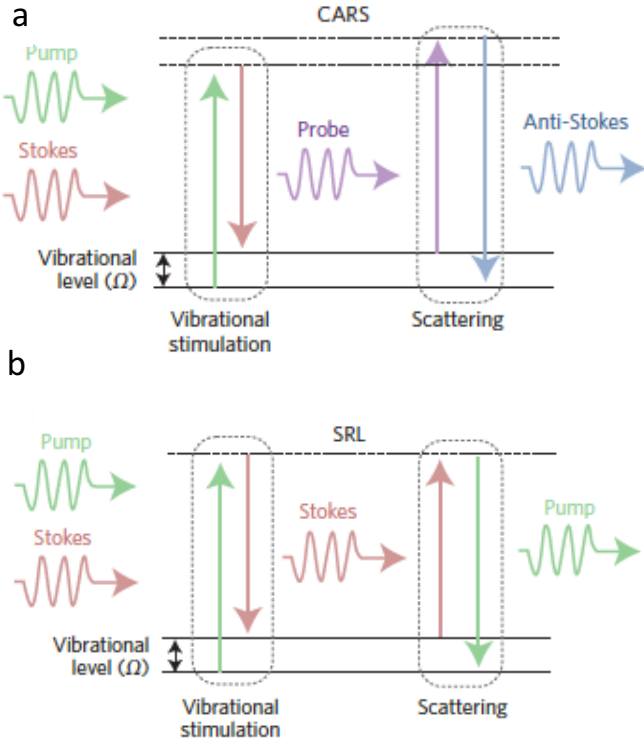 a
CARS
Pump
Stokes
Probe
Anti-Stokes
Vibrational
level (Ω)
Vibrational
stimulation
Scattering
b
SRL
Pump
Stokes
Stokes
Pump
Vibrational
level (Ω)
Vibrational
stimulation
Scattering